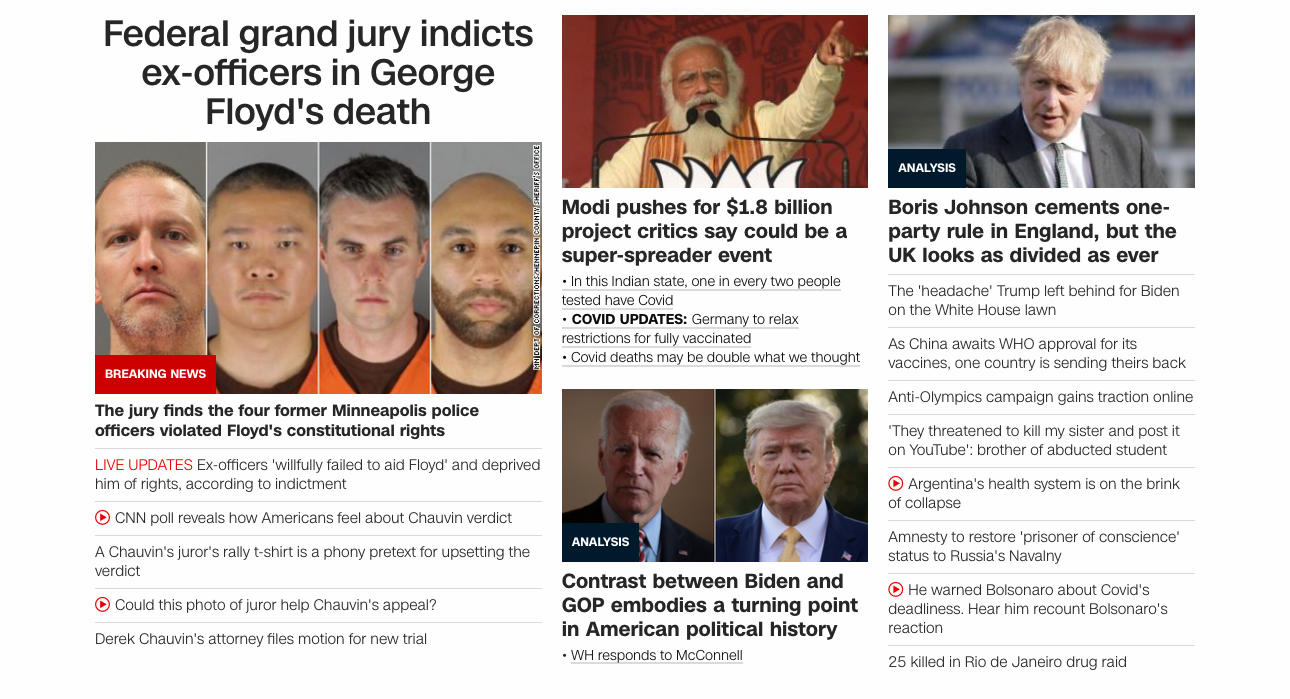 Federal grand jury indicts
ex-officers in George
Floyd's death
MN DEPT OF CORRECTIONS/HENNEPIN COUNTY SHERIFF'S OFFICE
BREAKING NEWS
The jury finds the four former Minneapolis police
officers violated Floyd's constitutional rights
LIVE UPDATES Ex-officers 'willfully failed to aid Floyd' and deprived
him of rights, according to indictment
CNN poll reveals how Americans feel about Chauvin verdict
A Chauvin's juror's rally t-shirt is a phony pretext for upsetting the
verdict
Could this photo of juror help Chauvin's appeal?
Derek Chauvin's attorney files motion for new trial
Modi pushes for $1.8 billion
project critics say could be a
super-spreader event
• In this Indian state, one in every two people
tested have Covid
• COVID UPDATES: Germany to relax
restrictions for fully vaccinated
• Covid deaths may be double what we thought
ANALYSIS
Contrast between Biden and
GOP embodies a turning point
in American political history
• WH responds to McConnell
ANALYSIS
Boris Johnson cements one-
party rule in England, but the
UK looks as divided as ever
The 'headache' Trump left behind for Biden
on the White House lawn
As China awaits WHO approval for its
vaccines, one country is sending theirs back
Anti-Olympics campaign gains traction online
'They threatened to kill my sister and post it
on YouTube': brother of abducted student
Argentina's health system is on the brink
of collapse
Amnesty to restore 'prisoner of conscience'
status to Russia's Navalny
He warned Bolsonaro about Covid's
deadliness. Hear him recount Bolsonaro's
reaction
25 killed in Rio de Janeiro drug raid